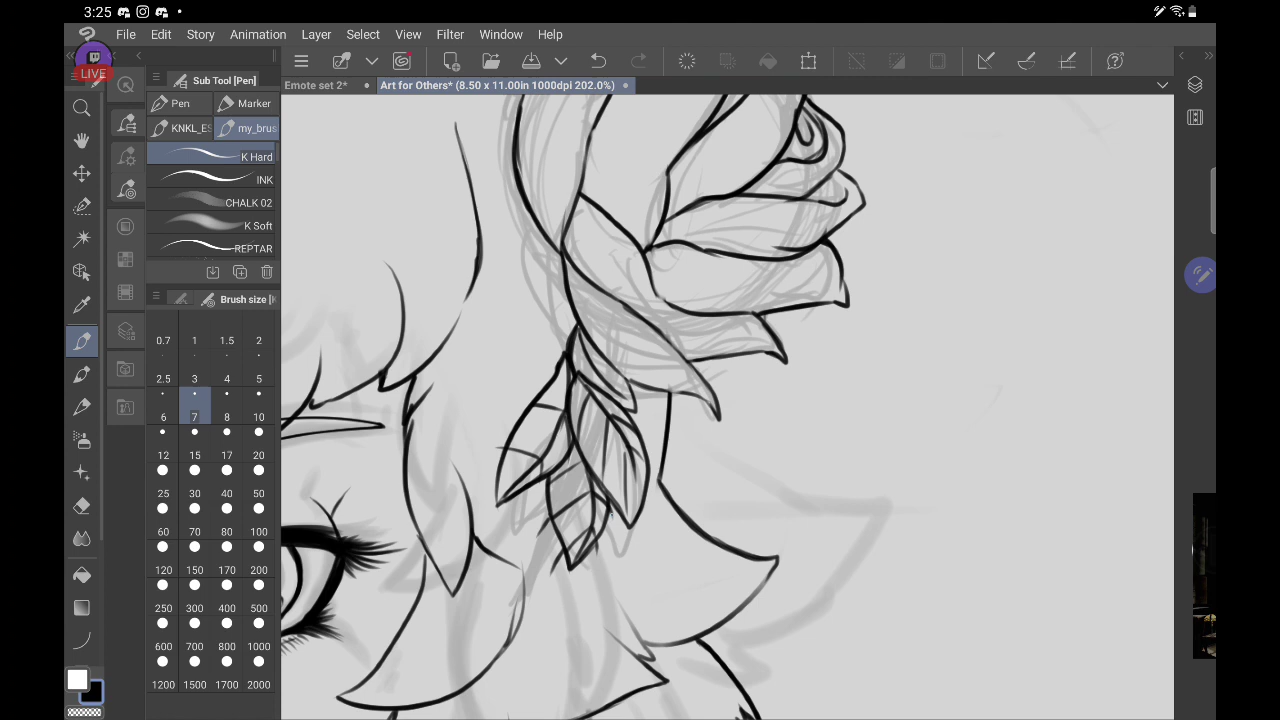 3:25
File Edit Story Animation Layer Select View Filter Window Help
LIVE
Sub Tool [Pen]
Emote set 2*
Art for Others* (8.50 x 11.00in 1000dpi 202.0%)
Pen
Marker
KNKL_ES
my_brus
K Hard
INK
CHALK 02
K Soft
REPTAR
Brush size [K
0.7 1 1.5 2
2.5 3 4 5
6 7 8 10
12 15 17 20
25 30 40 50
60 70 80 100
120 150 170 200
250 300 400 500
600 700 800 1000
1200 1500 1700 2000